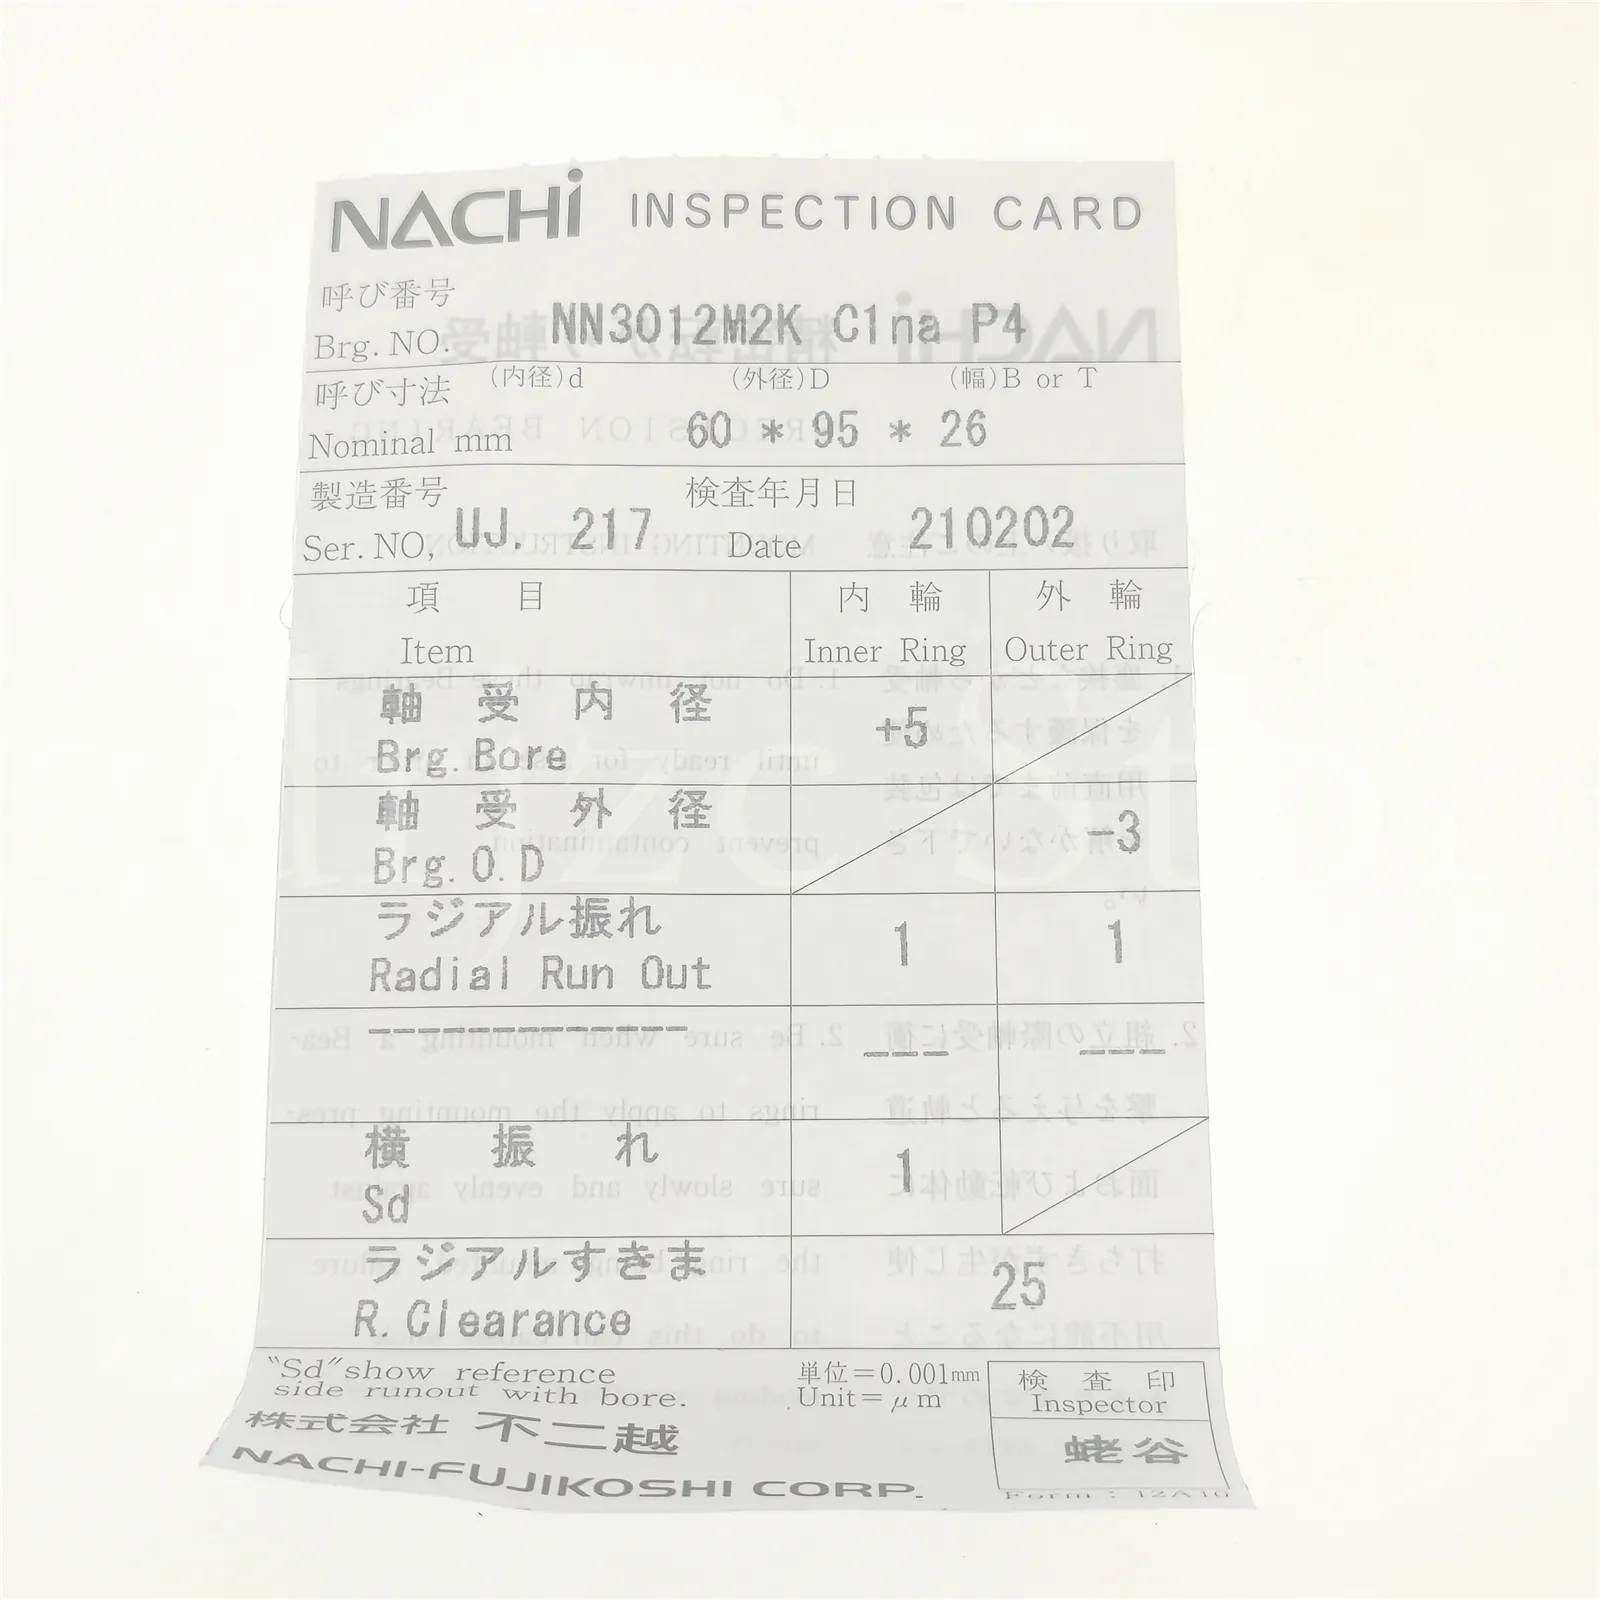 NACHi INSPECTION CARD
呼び番号
Brg. NO. NN3012M2K C1na P4
呼び寸法 (内径)d (外径)D (幅)B or T
Nominal mm 60 * 95 * 26
製造番号 検査年月日
Ser. NO, UJ. 217 Date 210202
項目 内輪 外輪
Item Inner Ring Outer Ring
軸受内径
Brg. Bore +5
軸受外径
Brg. O. D -3
ラジアル振れ
Radial Run Out 1 1
-------------- --- ---
横振れ
Sd 1
ラジアルすきま
R. Clearance 25
"Sd" show reference
side runout with bore.
単位=0.001mm
Unit=μm
検査印
Inspector
蛯谷
株式会社 不二越
NACHI-FUJIKOSHI CORP.
Form : 12A10